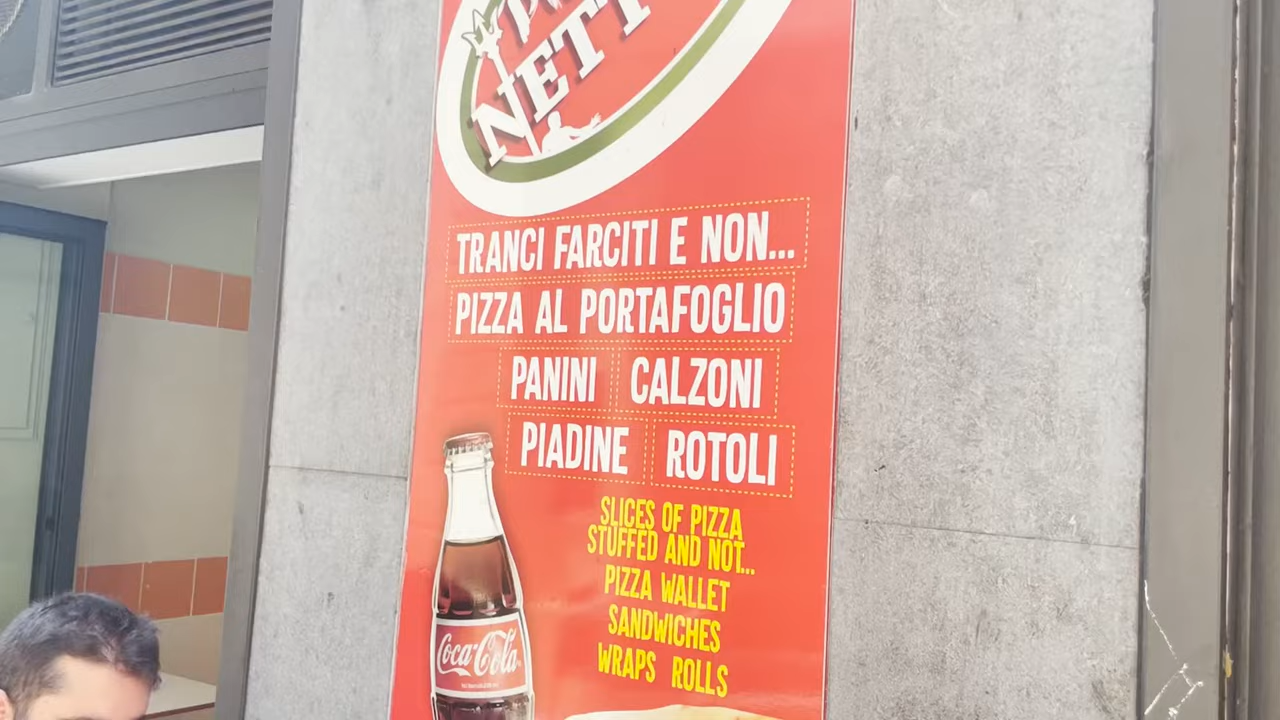 TRANCI FARCITI E NON...
PIZZA AL PORTAFOGLIO
PANINI CALZONI
PIADINE ROTOLI
SLICES OF PIZZA
STUFFED AND NOT...
PIZZA WALLET
SANDWICHES
WRAPS ROLLS
Coca-Cola